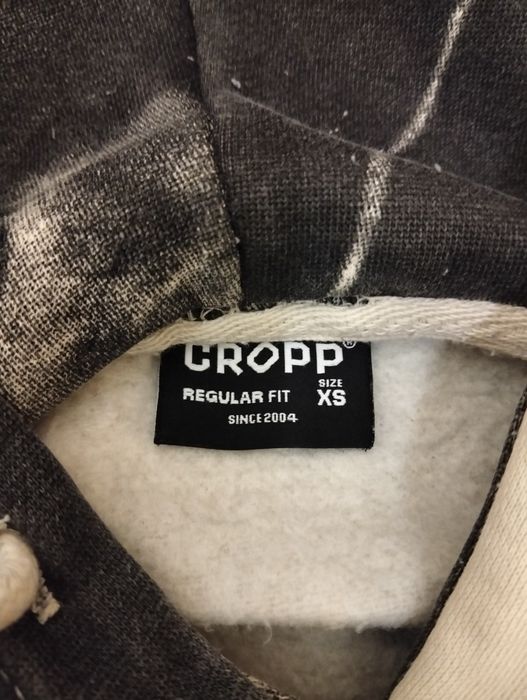 CROPP®
REGULAR FIT
SIZE
XS
SINCE 2004